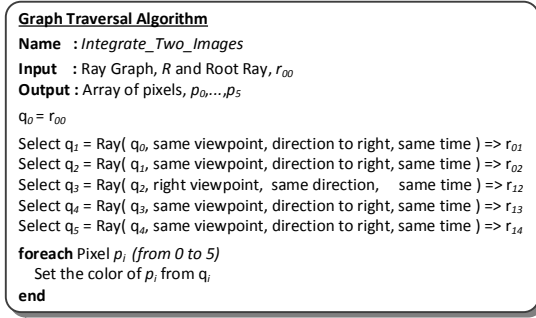 Graph Traversal Algorithm
Name : Integrate_Two_Images
Input : Ray Graph, R and Root Ray, r00
Output : Array of pixels, p0,...,p5
q0 = r00
Select q1 = Ray( q0, same viewpoint, direction to right, same time ) => r01
Select q2 = Ray( q1, same viewpoint, direction to right, same time ) => r02
Select q3 = Ray( q2, right viewpoint, same direction, same time ) => r12
Select q4 = Ray( q3, same viewpoint, direction to right, same time ) => r13
Select q5 = Ray( q4, same viewpoint, direction to right, same time ) => r14
foreach Pixel pi (from 0 to 5)
Set the color of pi from qi
end